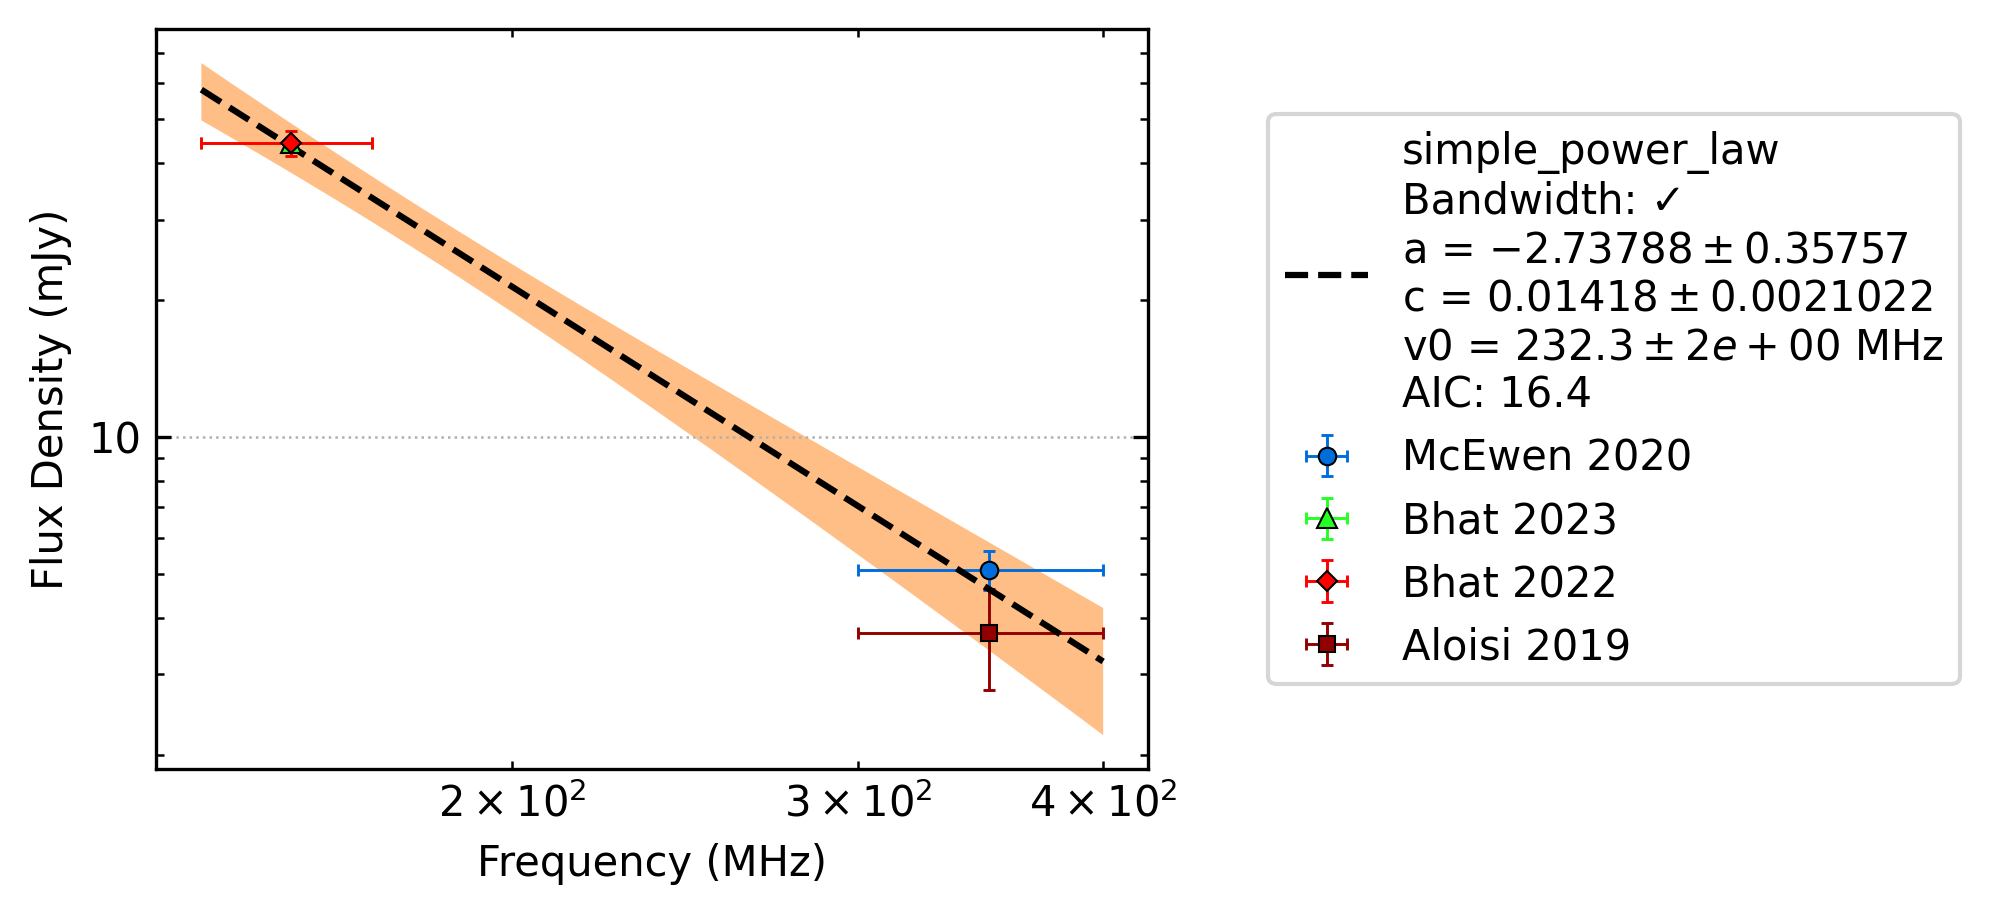 Flux Density (mJy)
10
2 × 10²
3 × 10²
4 × 10²
Frequency (MHz)
simple_power_law
Bandwidth: ✓
a = −2.73788 ± 0.35757
c = 0.01418 ± 0.0021022
v0 = 232.3 ± 2e + 00 MHz
AIC: 16.4
McEwen 2020
Bhat 2023
Bhat 2022
Aloisi 2019